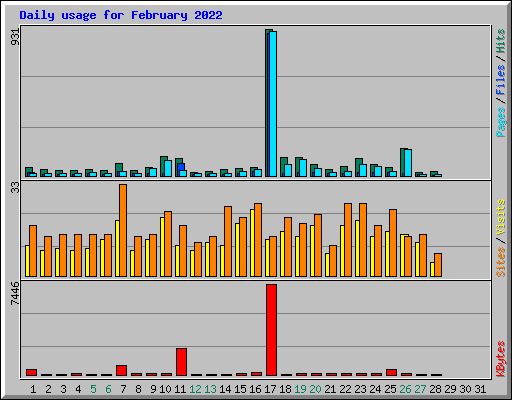 Daily usage for February 2022
931
33
7446
Pages / Files / Hits
Sites / Visits
KBytes
1 2 3 4 5 6 7 8 9 10 11 12 13 14 15 16 17 18 19 20 21 22 23 24 25 26 27 28 29 30 31